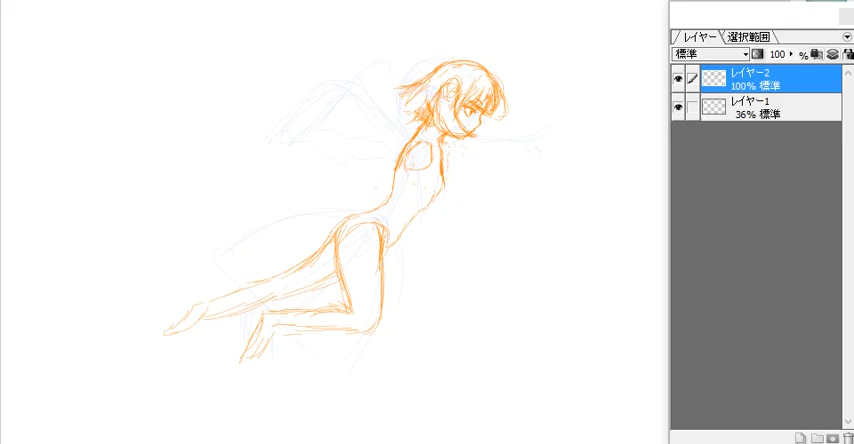 レイヤー 選択範囲
標準 100 %
レイヤー2
100% 標準
レイヤー1
36% 標準